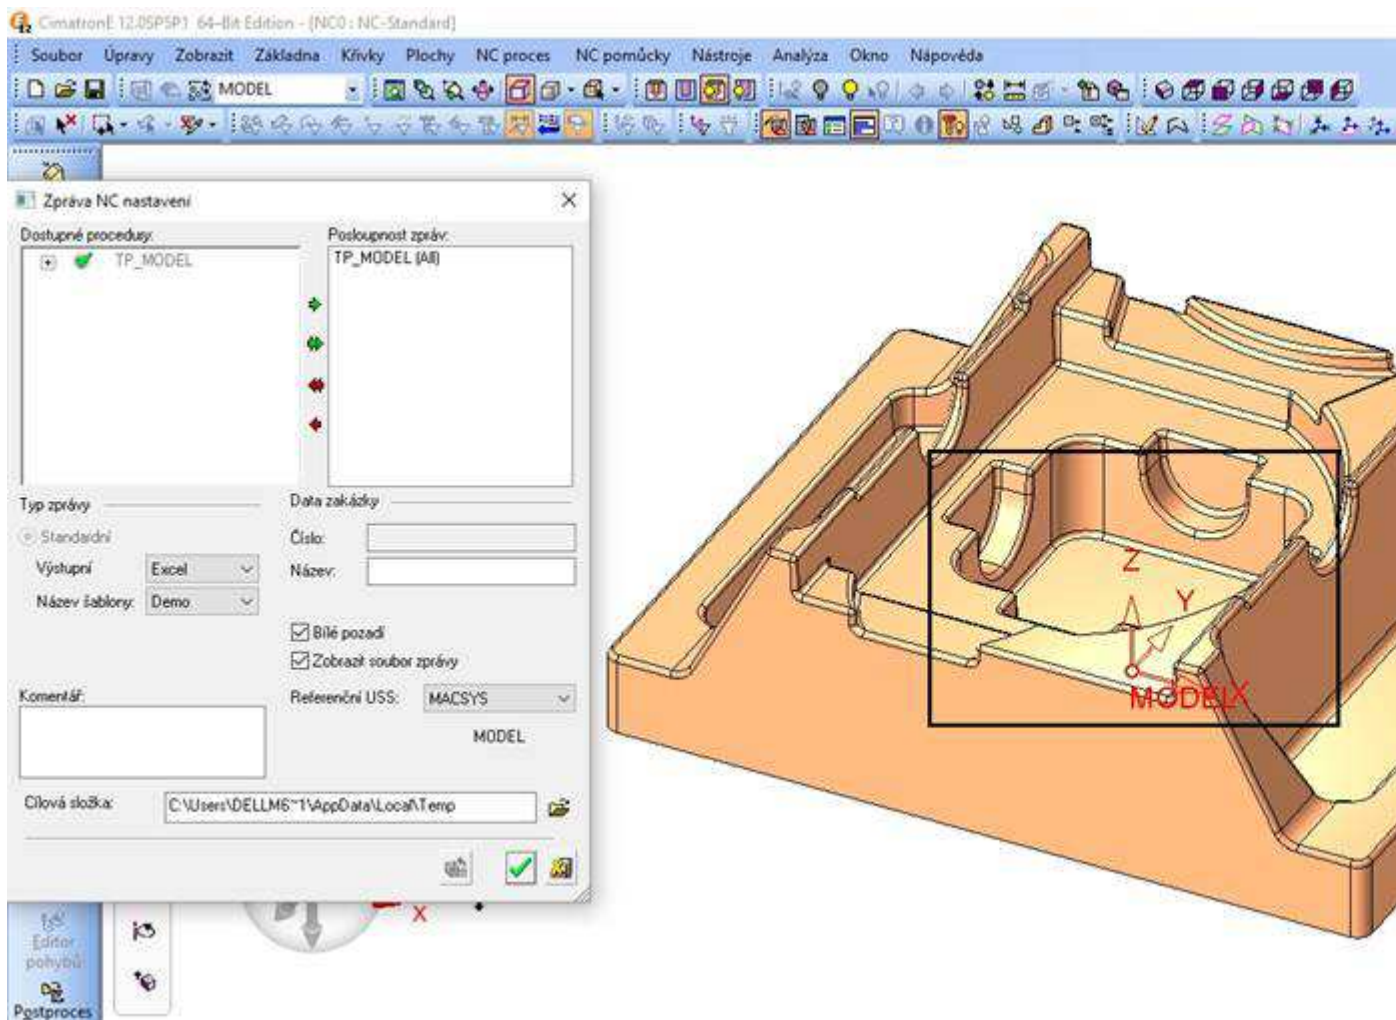 CimatronE 12.0SP5P1 64-Bit Edition - [NC0 : NC-Standard]
Soubor Úpravy Zobrazit Základna Křivky Plochy NC proces NC pomůcky Nástroje Analýza Okno Nápověda
MODEL
Zpráva NC nastavení
Dostupné procedury:
Posloupnost zpráv:
TP_MODEL
TP_MODEL (All)
Typ zprávy
Data zakázky
Standardní
Číslo:
Výstupní Excel
Název:
Název šablony: Demo
Bílé pozadí
Zobrazit soubor zprávy
Komentář:
Referenční USS: MACSYS
MODEL
Cílová složka: C:\Users\DELLM6~1\AppData\Local\Temp
Z
Y
X
MODEL
X
Editor
pohybů
Postproces